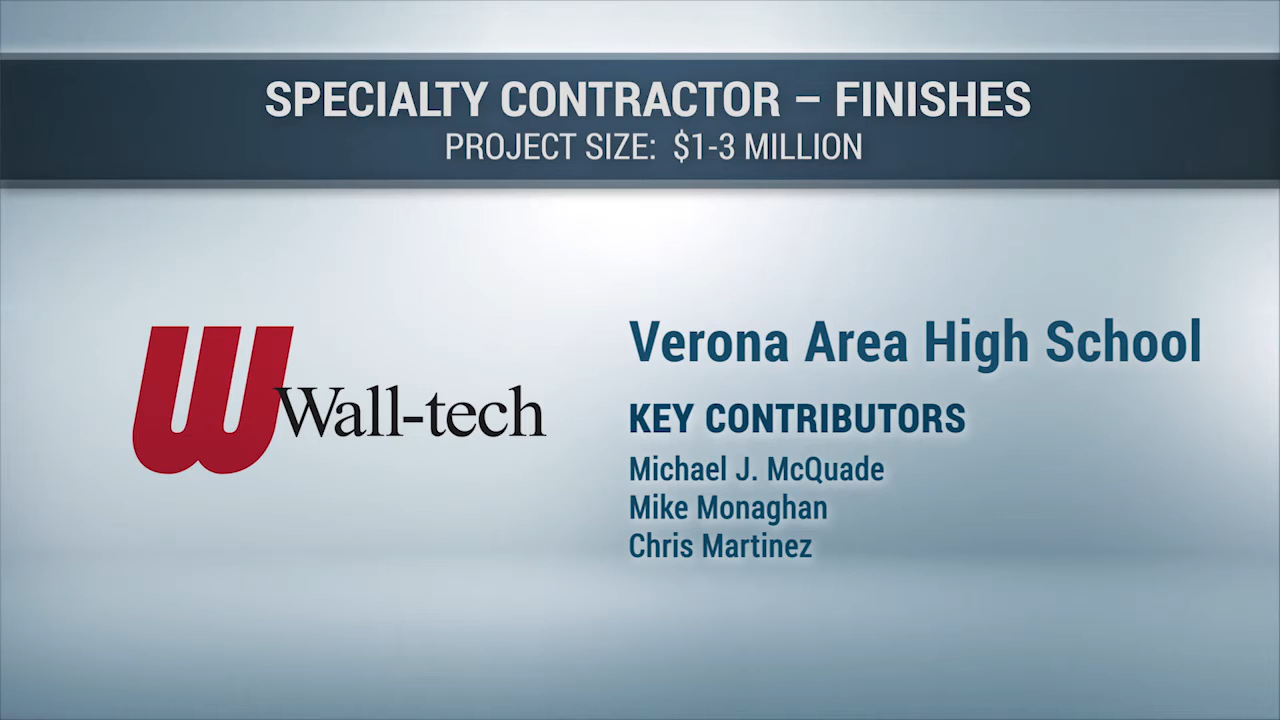 SPECIALTY CONTRACTOR – FINISHES
PROJECT SIZE: $1-3 MILLION
W Wall-tech
Verona Area High School
KEY CONTRIBUTORS
Michael J. McQuade
Mike Monaghan
Chris Martinez